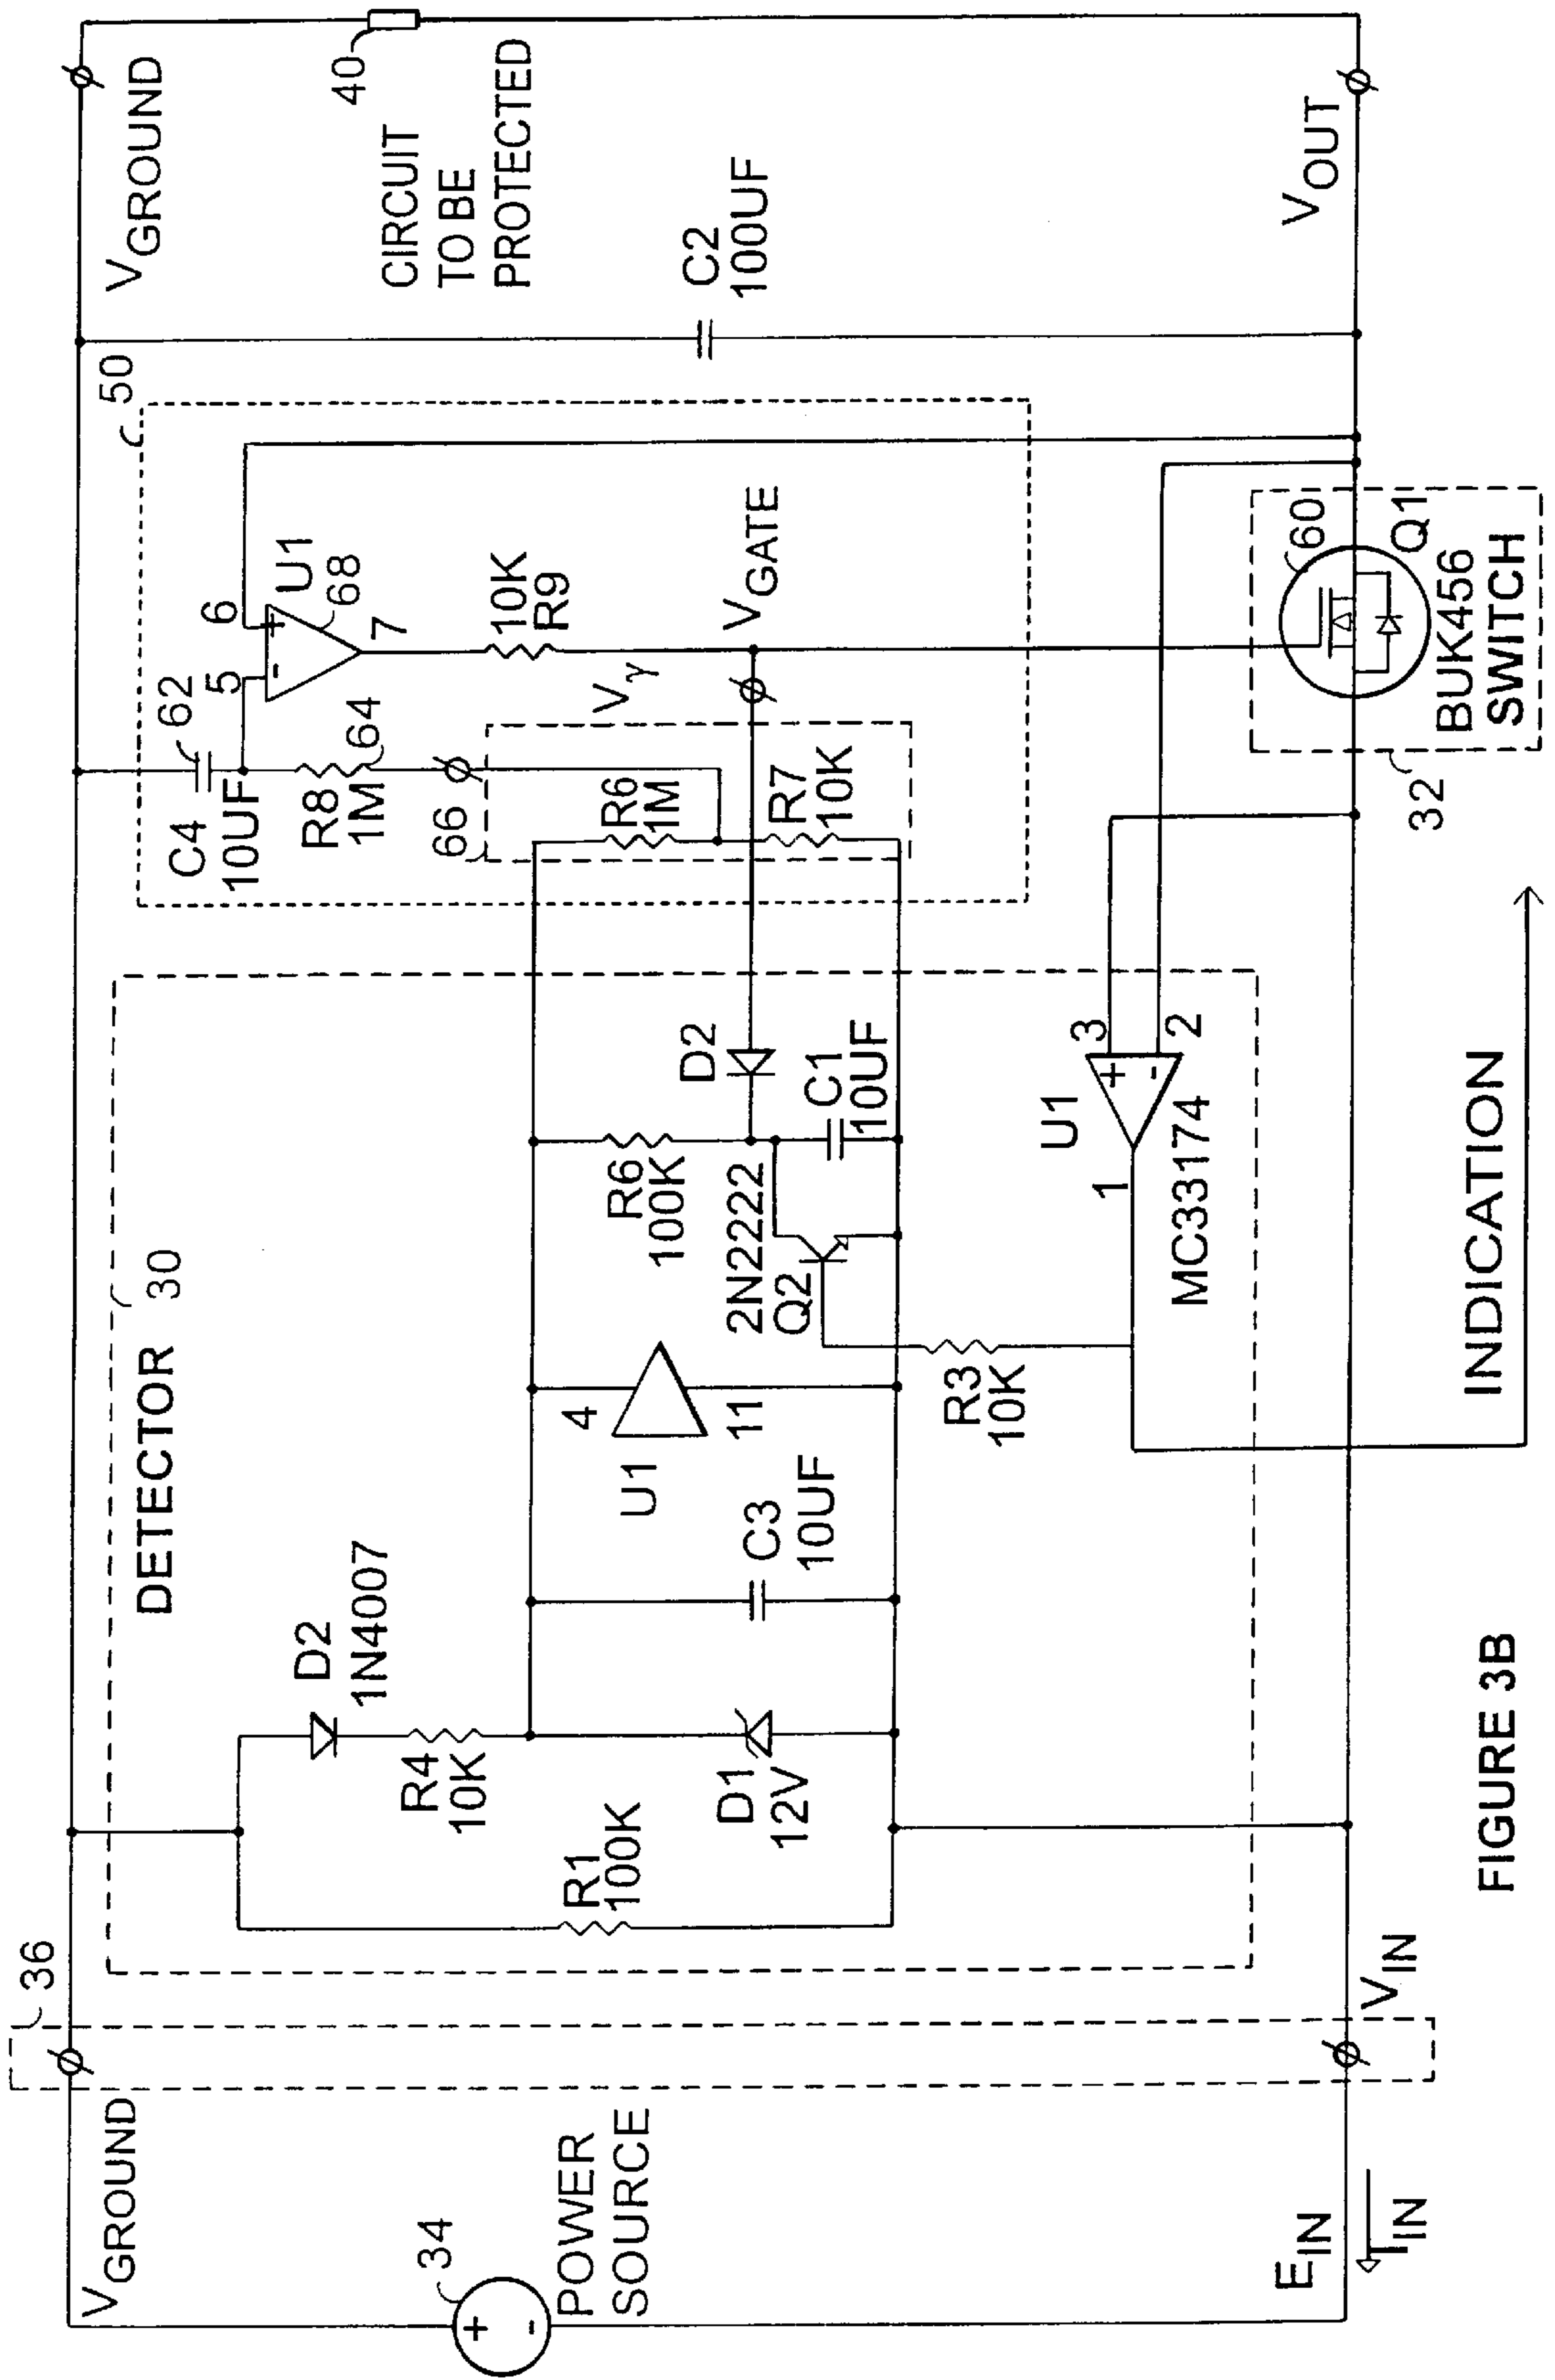 VGROUND
34
+
-
POWER
SOURCE
EIN
IIN
36
VIN
DETECTOR
30
D2
1N4007
R4
10K
R1
100K
D1
12V
C3
10UF
U1
4
11
R6
100K
2N2222
Q2
D2
C1
10UF
R3
10K
U1
3
2
+
-
1
MC33174
INDICATION
50
C4
10UF
62
R8
1M
64
66
R6
1M
R7
10K
Vγ
5
6
-
+
U1
68
7
10K
R9
VGATE
60
Q1
BUK456
SWITCH
32
C2
100UF
VGROUND
40
CIRCUIT
TO BE
PROTECTED
VOUT
FIGURE 3B